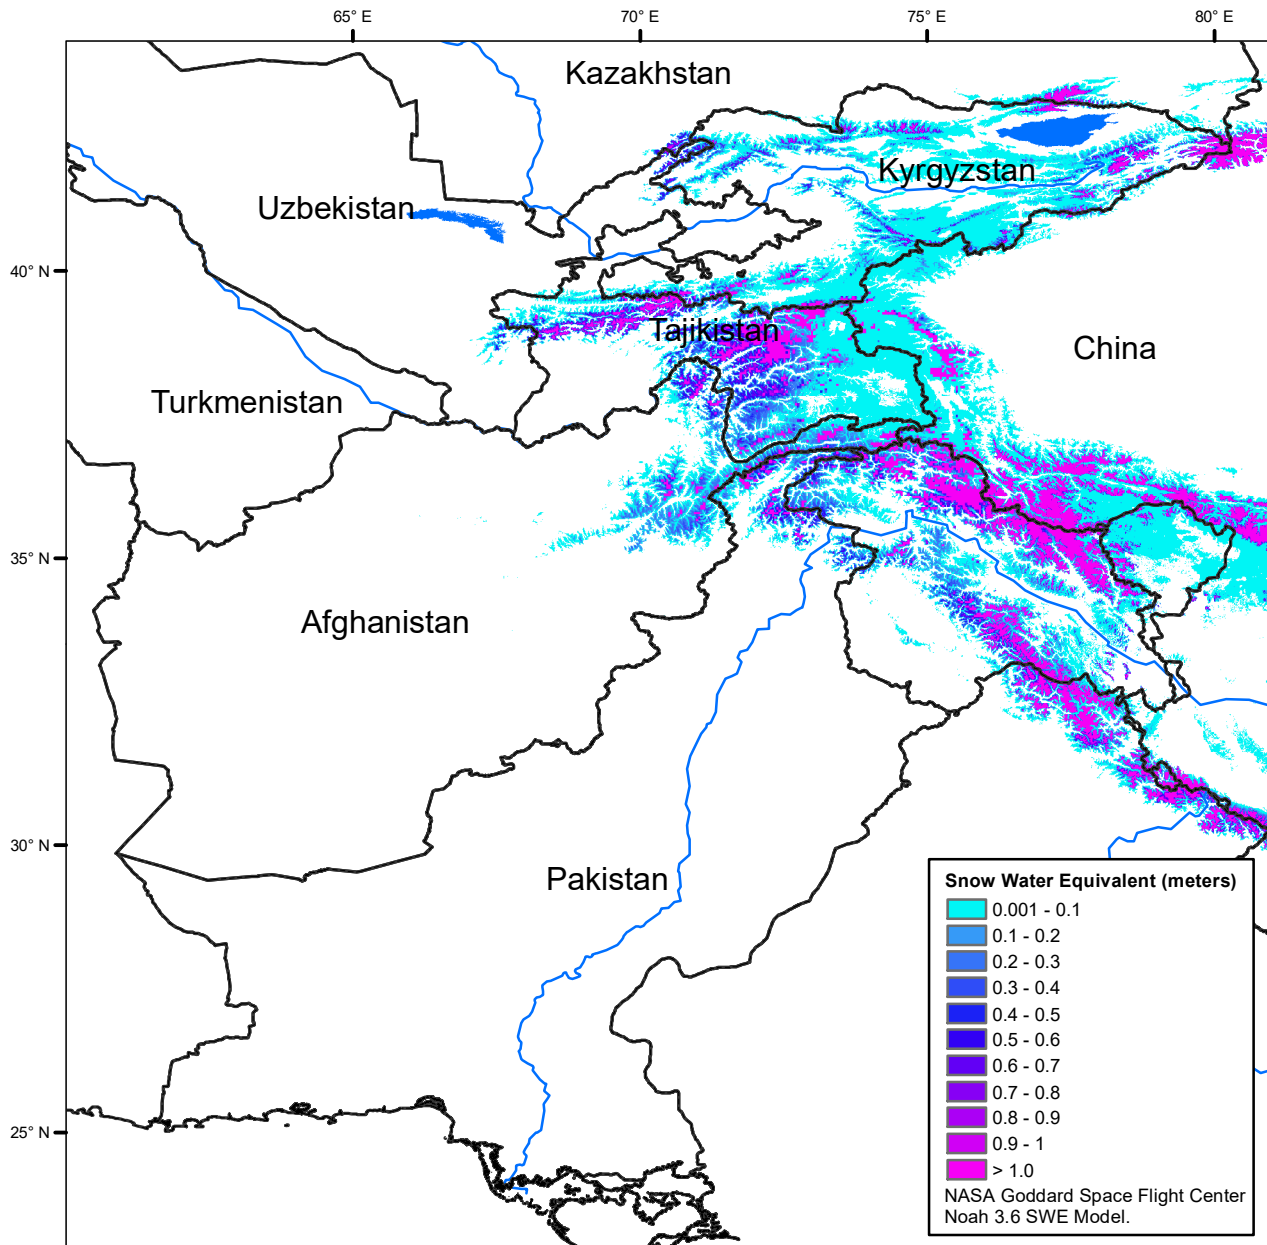 65° E
70° E
75° E
80° E
Kazakhstan
Kyrgyzstan
Uzbekistan
40° N
Tajikistan
China
Turkmenistan
35° N
Afghanistan
30° N
Pakistan
25° N
Snow Water Equivalent (meters)
0.001 - 0.1
0.1 - 0.2
0.2 - 0.3
0.3 - 0.4
0.4 - 0.5
0.5 - 0.6
0.6 - 0.7
0.7 - 0.8
0.8 - 0.9
0.9 - 1
> 1.0
NASA Goddard Space Flight Center
Noah 3.6 SWE Model.